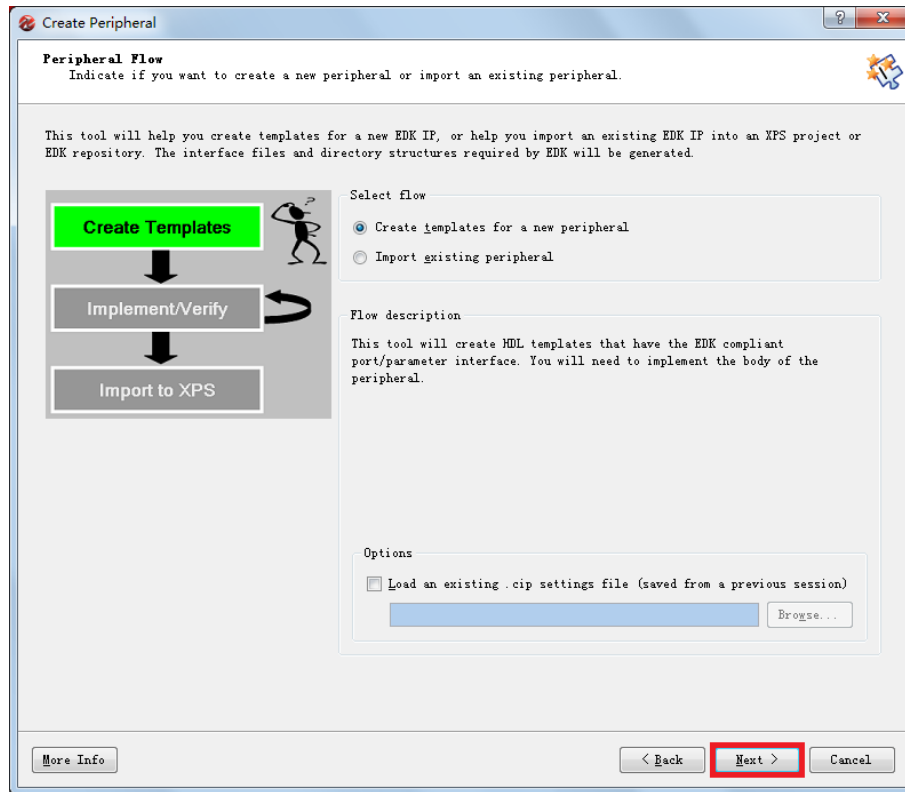 Create Peripheral
Peripheral Flow
Indicate if you want to create a new peripheral or import an existing peripheral.
This tool will help you create templates for a new EDK IP, or help you import an existing EDK IP into an XPS project or
EDK repository. The interface files and directory structures required by EDK will be generated.
Create Templates
?
Implement/Verify
Import to XPS
Select flow
Create templates for a new peripheral
Import existing peripheral
Flow description
This tool will create HDL templates that have the EDK compliant
port/parameter interface. You will need to implement the body of the
peripheral.
Options
Load an existing .cip settings file (saved from a previous session)
Browse...
More Info
< Back
Next >
Cancel